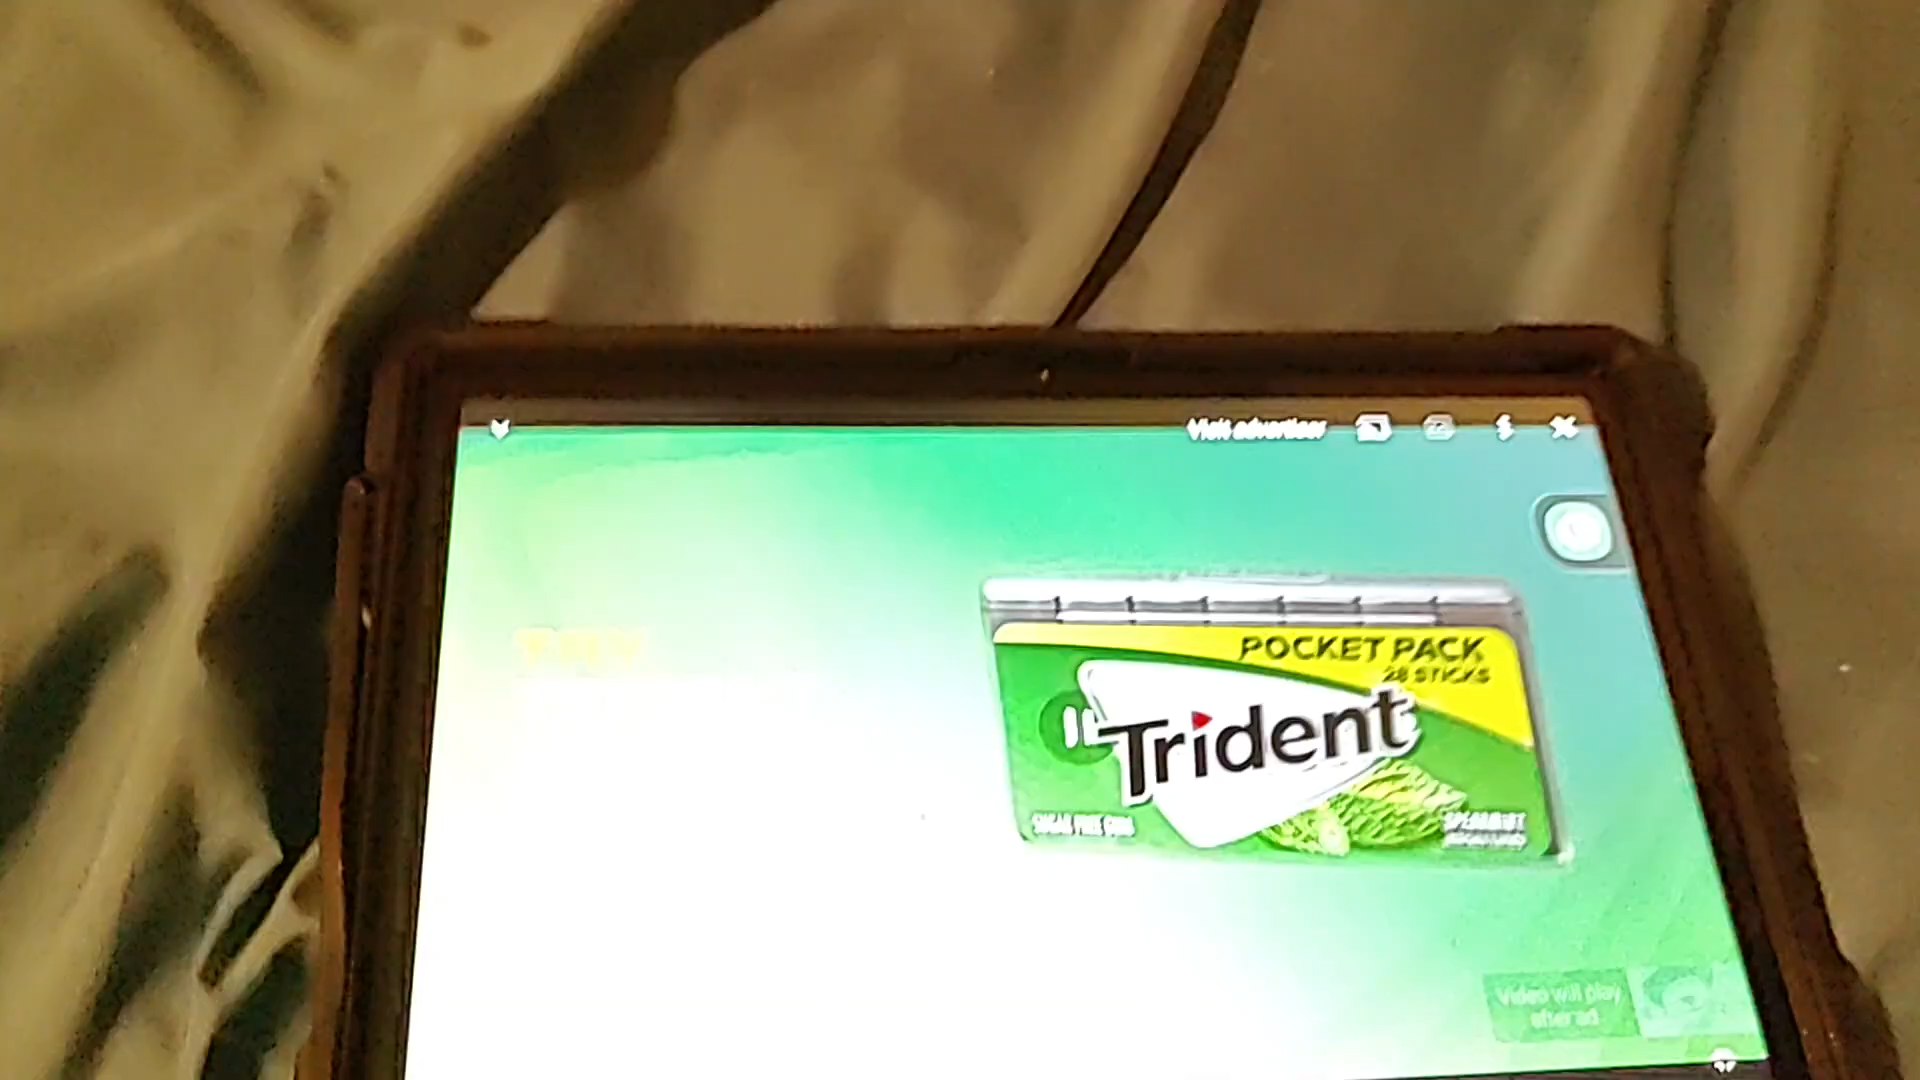 Visit advertiser
POCKET PACK
28 STICKS
Trident
SUGAR FREE GUM
SPEARMINT
Video will play
after ad